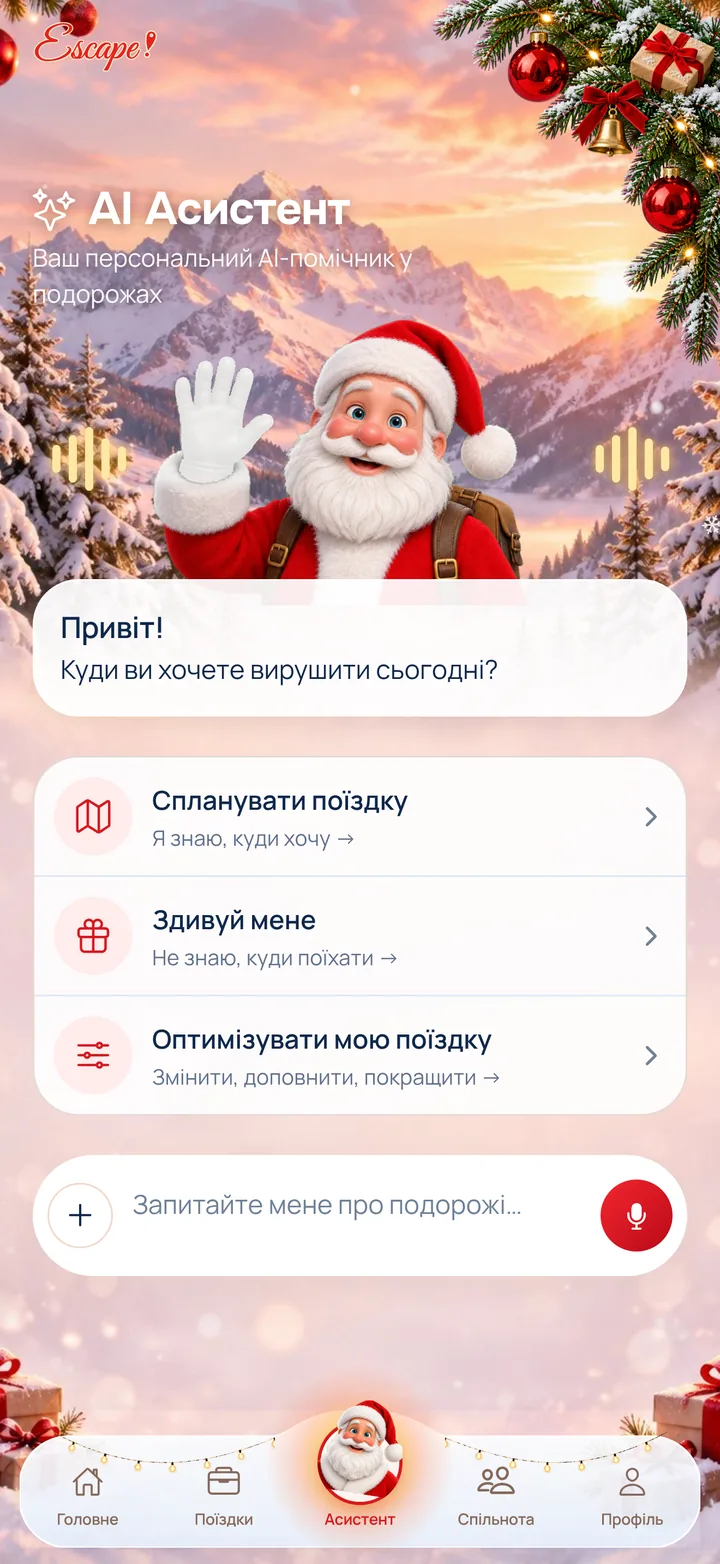 Escape!
AI Асистент
Ваш персональний AI-помічник у
подорожах
Привіт!
Куди ви хочете вирушити сьогодні?
Спланувати поїздку
Я знаю, куди хочу →
Здивуй мене
Не знаю, куди поїхати →
Оптимізувати мою поїздку
Змінити, доповнити, покращити →
Запитайте мене про подорожі...
Головне
Поїздки
Асистент
Спільнота
Профіль